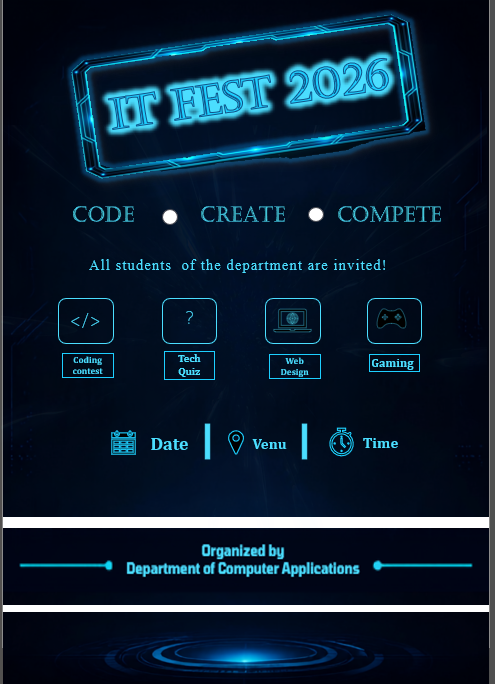 IT FEST 2026
CODE CREATE COMPETE
All students of the department are invited!
</> ?
Coding contest
Tech Quiz
Web Design
Gaming
Date Venu Time
Organized by
Department of Computer Applications